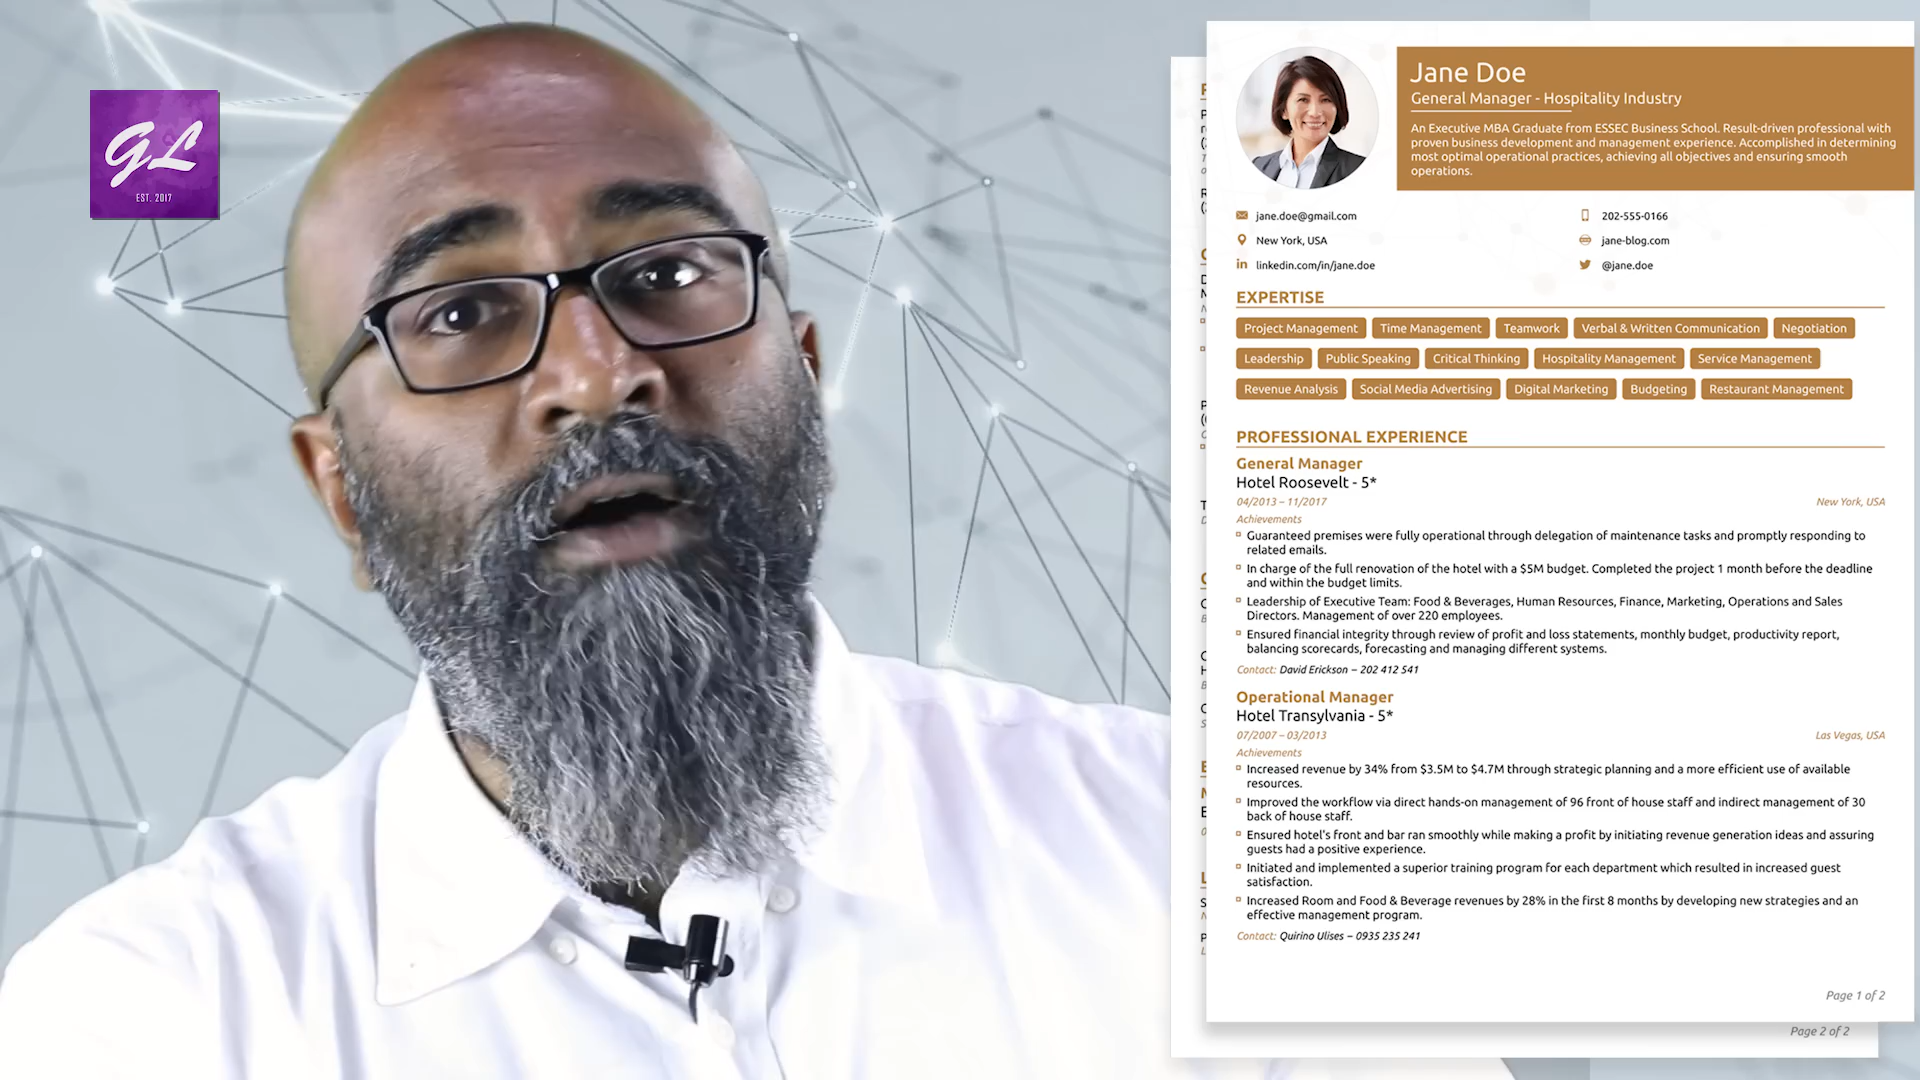 GL
EST. 2017
Jane Doe
General Manager - Hospitality Industry
An Executive MBA Graduate from ESSEC Business School. Result-driven professional with
proven business development and management experience. Accomplished in determining
most optimal operational practices, achieving all objectives and ensuring smooth
operations.
jane.doe@gmail.com
202-555-0166
New York, USA
jane-blog.com
linkedin.com/in/jane.doe
@jane.doe
EXPERTISE
Project Management Time Management Teamwork Verbal & Written Communication Negotiation
Leadership Public Speaking Critical Thinking Hospitality Management Service Management
Revenue Analysis Social Media Advertising Digital Marketing Budgeting Restaurant Management
PROFESSIONAL EXPERIENCE
General Manager
Hotel Roosevelt - 5*
04/2013 – 11/2017 New York, USA
Achievements
Guaranteed premises were fully operational through delegation of maintenance tasks and promptly responding to
related emails.
In charge of the full renovation of the hotel with a $5M budget. Completed the project 1 month before the deadline
and within the budget limits.
Leadership of Executive Team: Food & Beverages, Human Resources, Finance, Marketing, Operations and Sales
Directors. Management of over 220 employees.
Ensured financial integrity through review of profit and loss statements, monthly budget, productivity report,
balancing scorecards, forecasting and managing different systems.
Contact: David Erickson – 202 412 541
Operational Manager
Hotel Transylvania - 5*
07/2007 – 03/2013 Las Vegas, USA
Achievements
Increased revenue by 34% from $3.5M to $4.7M through strategic planning and a more efficient use of available
resources.
Improved the workflow via direct hands-on management of 96 front of house staff and indirect management of 30
back of house staff.
Ensured hotel's front and bar ran smoothly while making a profit by initiating revenue generation ideas and assuring
guests had a positive experience.
Initiated and implemented a superior training program for each department which resulted in increased guest
satisfaction.
Increased Room and Food & Beverage revenues by 28% in the first 8 months by developing new strategies and an
effective management program.
Contact: Quirino Ulises – 0935 235 241
Page 1 of 2
Page 2 of 2